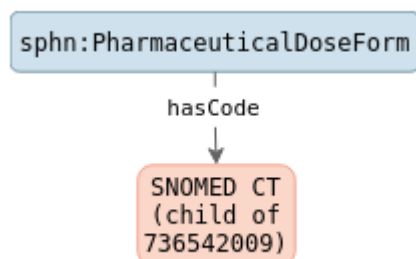 sphn:PharmaceuticalDoseForm
hasCode
SNOMED CT
(child of
736542009)